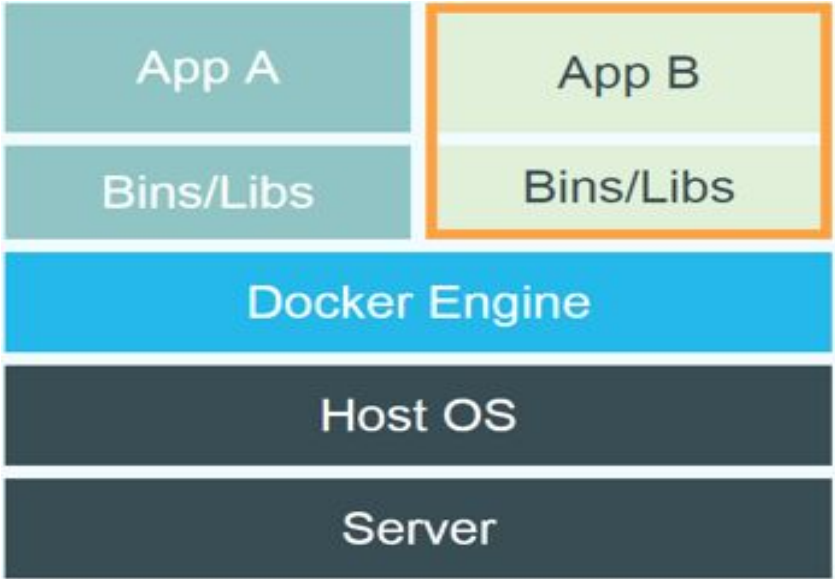 App A
App B
Bins/Libs
Bins/Libs
Docker Engine
Host OS
Server